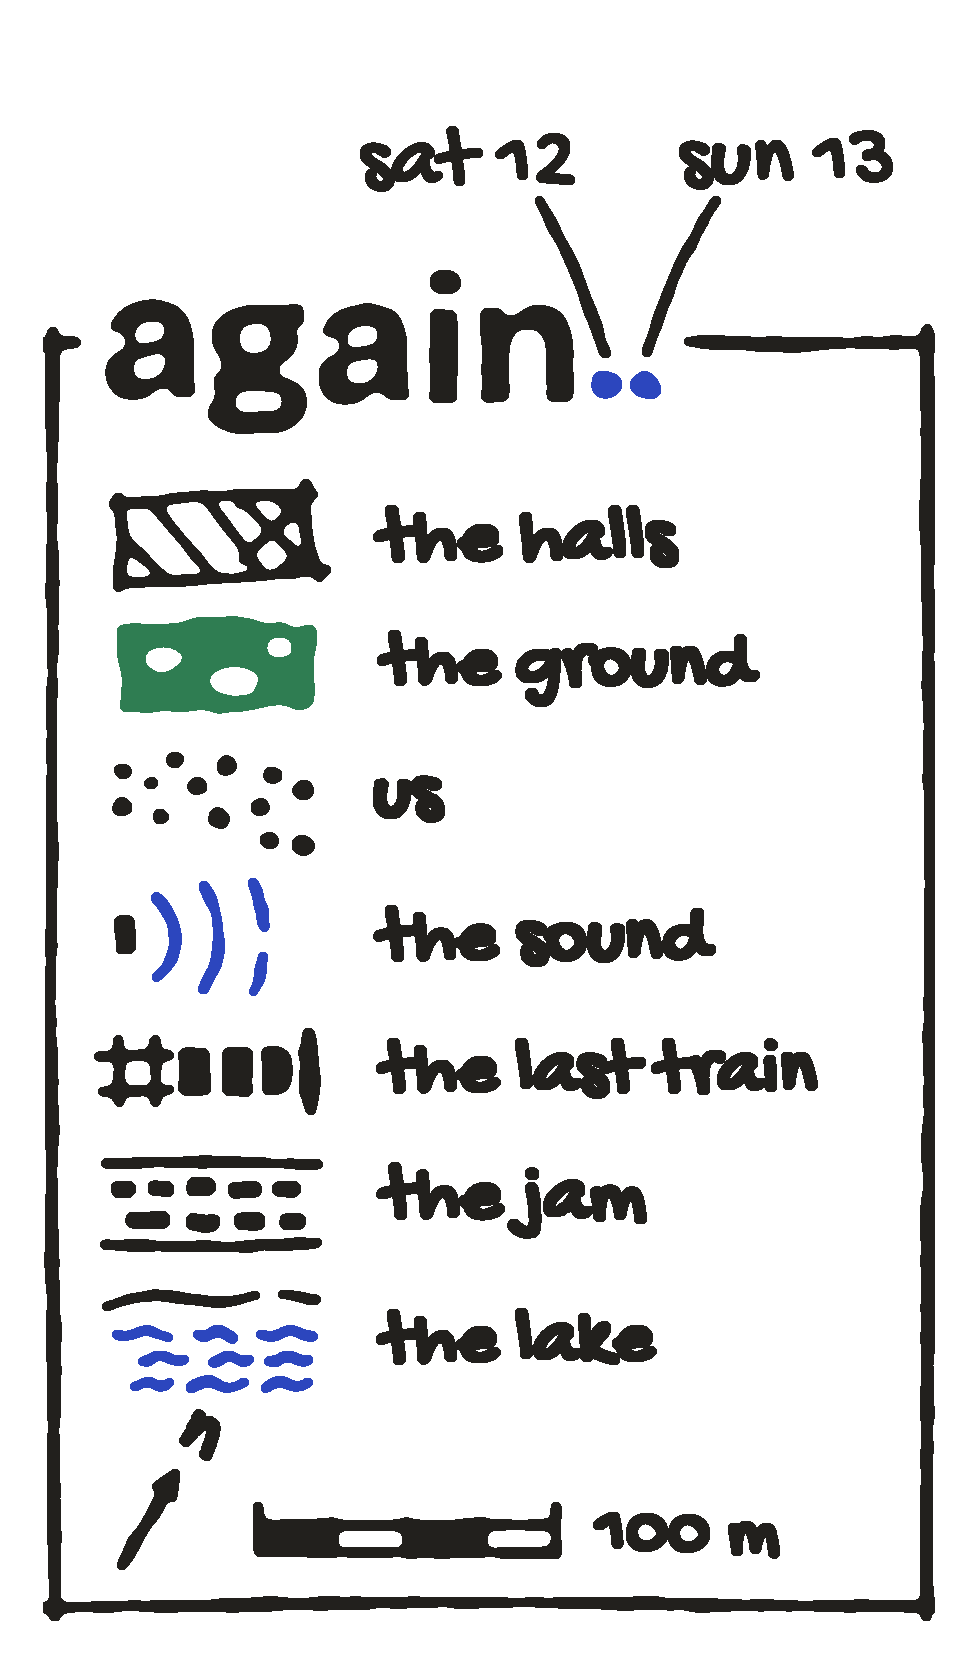 sat 12 sun 13
again..
the halls
the ground
us
the sound
the last train
the jam
the lake
n
100 m